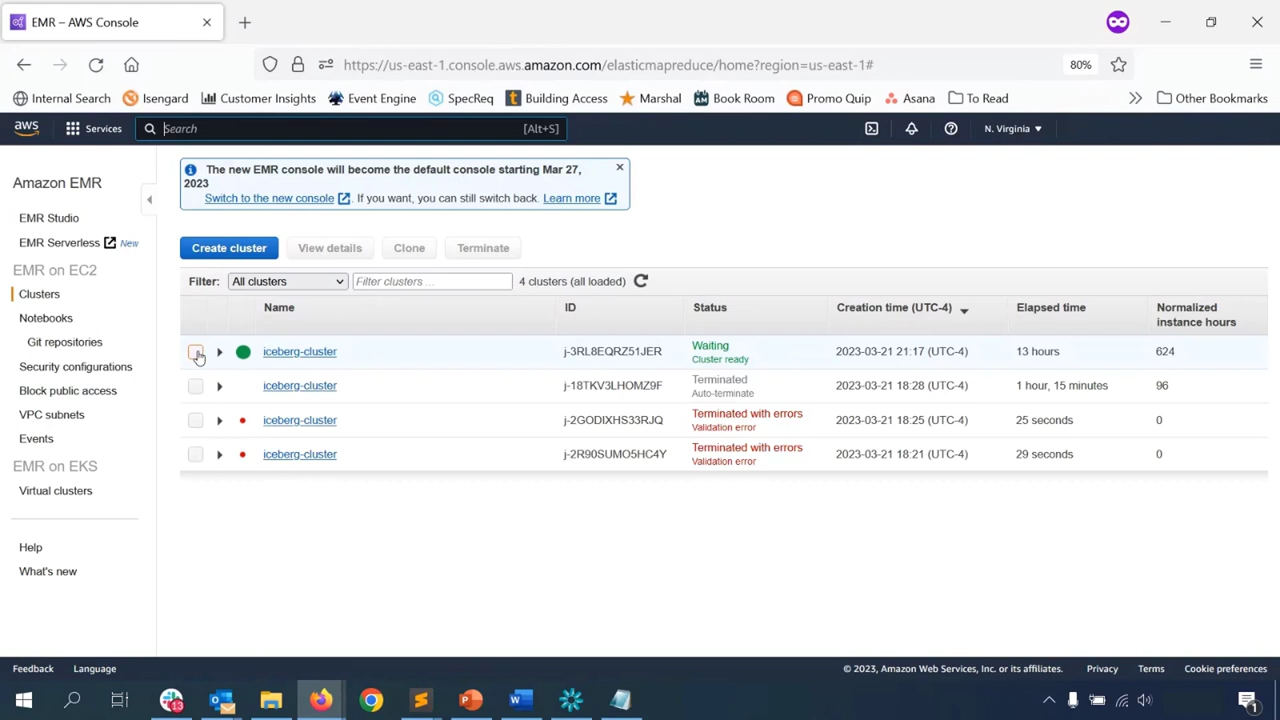 EMR – AWS Console
https://us-east-1.console.aws.amazon.com/elasticmapreduce/home?region=us-east-1#
80%
Internal Search
Isengard
Customer Insights
Event Engine
SpecReq
Building Access
Marshal
Book Room
Promo Quip
Asana
To Read
Other Bookmarks
aws
Services
Search
[Alt+S]
N. Virginia
Amazon EMR
EMR Studio
EMR Serverless New
EMR on EC2
Clusters
Notebooks
Git repositories
Security configurations
Block public access
VPC subnets
Events
EMR on EKS
Virtual clusters
Help
What's new
The new EMR console will become the default console starting Mar 27,
2023
Switch to the new console . If you want, you can still switch back. Learn more
Create cluster
View details
Clone
Terminate
Filter: All clusters Filter clusters ... 4 clusters (all loaded)
Name ID Status Creation time (UTC-4) Elapsed time Normalized
instance hours
iceberg-cluster j-3RL8EQRZ51JER Waiting 2023-03-21 21:17 (UTC-4) 13 hours 624
Cluster ready
iceberg-cluster j-18TKV3LHOMZ9F Terminated 2023-03-21 18:28 (UTC-4) 1 hour, 15 minutes 96
Auto-terminate
iceberg-cluster j-2GODIXHS33RJQ Terminated with errors 2023-03-21 18:25 (UTC-4) 25 seconds 0
Validation error
iceberg-cluster j-2R90SUMO5HC4Y Terminated with errors 2023-03-21 18:21 (UTC-4) 29 seconds 0
Validation error
Feedback
Language
© 2023, Amazon Web Services, Inc. or its affiliates.
Privacy
Terms
Cookie preferences
13
1